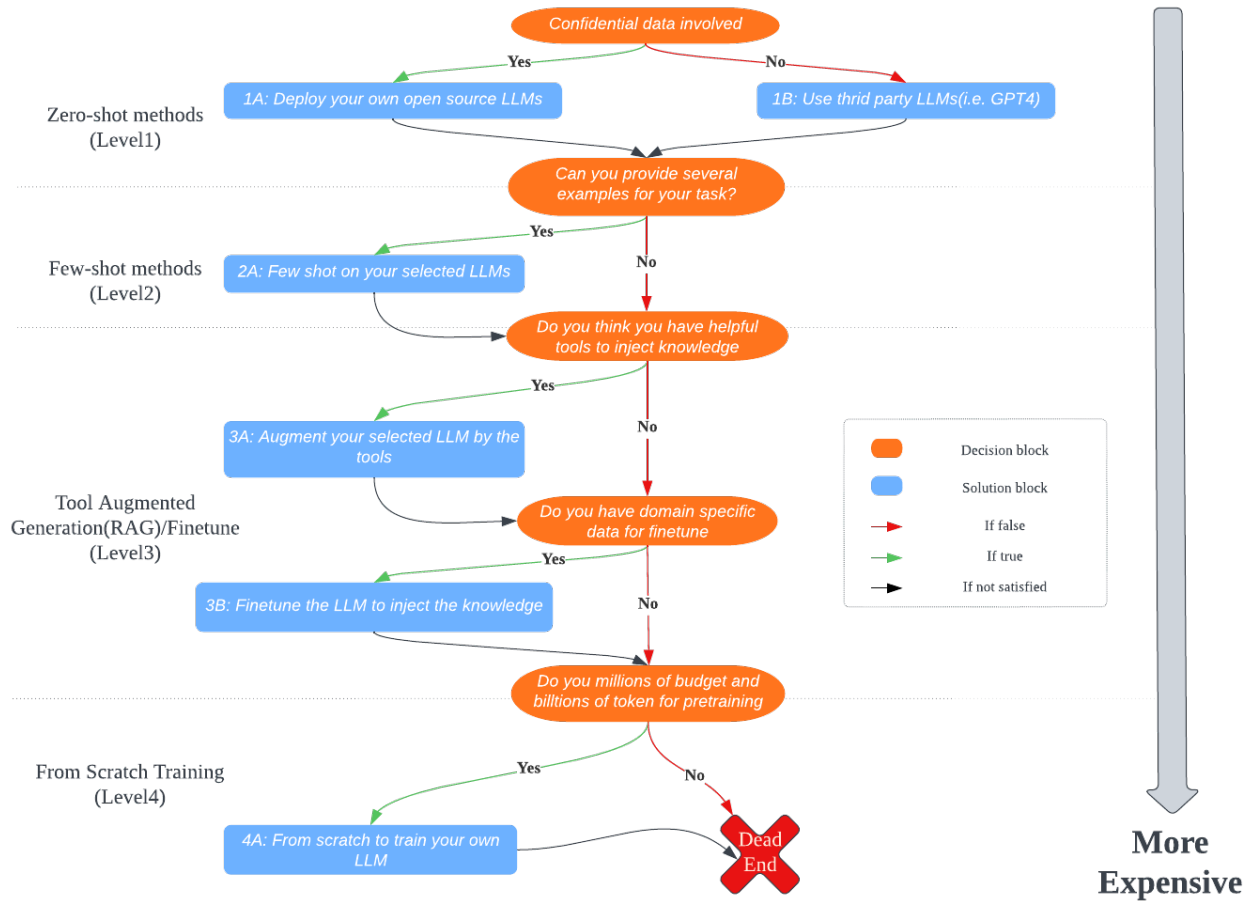 Confidential data involved
Yes
No
1A: Deploy your own open source LLMs
1B: Use thrid party LLMs(i.e. GPT4)
Zero-shot methods
(Level1)
Can you provide several
examples for your task?
Yes
No
Few-shot methods
(Level2)
2A: Few shot on your selected LLMs
Do you think you have helpful
tools to inject knowledge
Yes
No
3A: Augment your selected LLM by the
tools
Tool Augmented
Generation(RAG)/Finetune
(Level3)
Do you have domain specific
data for finetune
Yes
No
3B: Finetune the LLM to inject the knowledge
Do you millions of budget and
billtions of token for pretraining
From Scratch Training
(Level4)
Yes
No
4A: From scratch to train your own
LLM
Dead
End
Decision block
Solution block
If false
If true
If not satisfied
More
Expensive